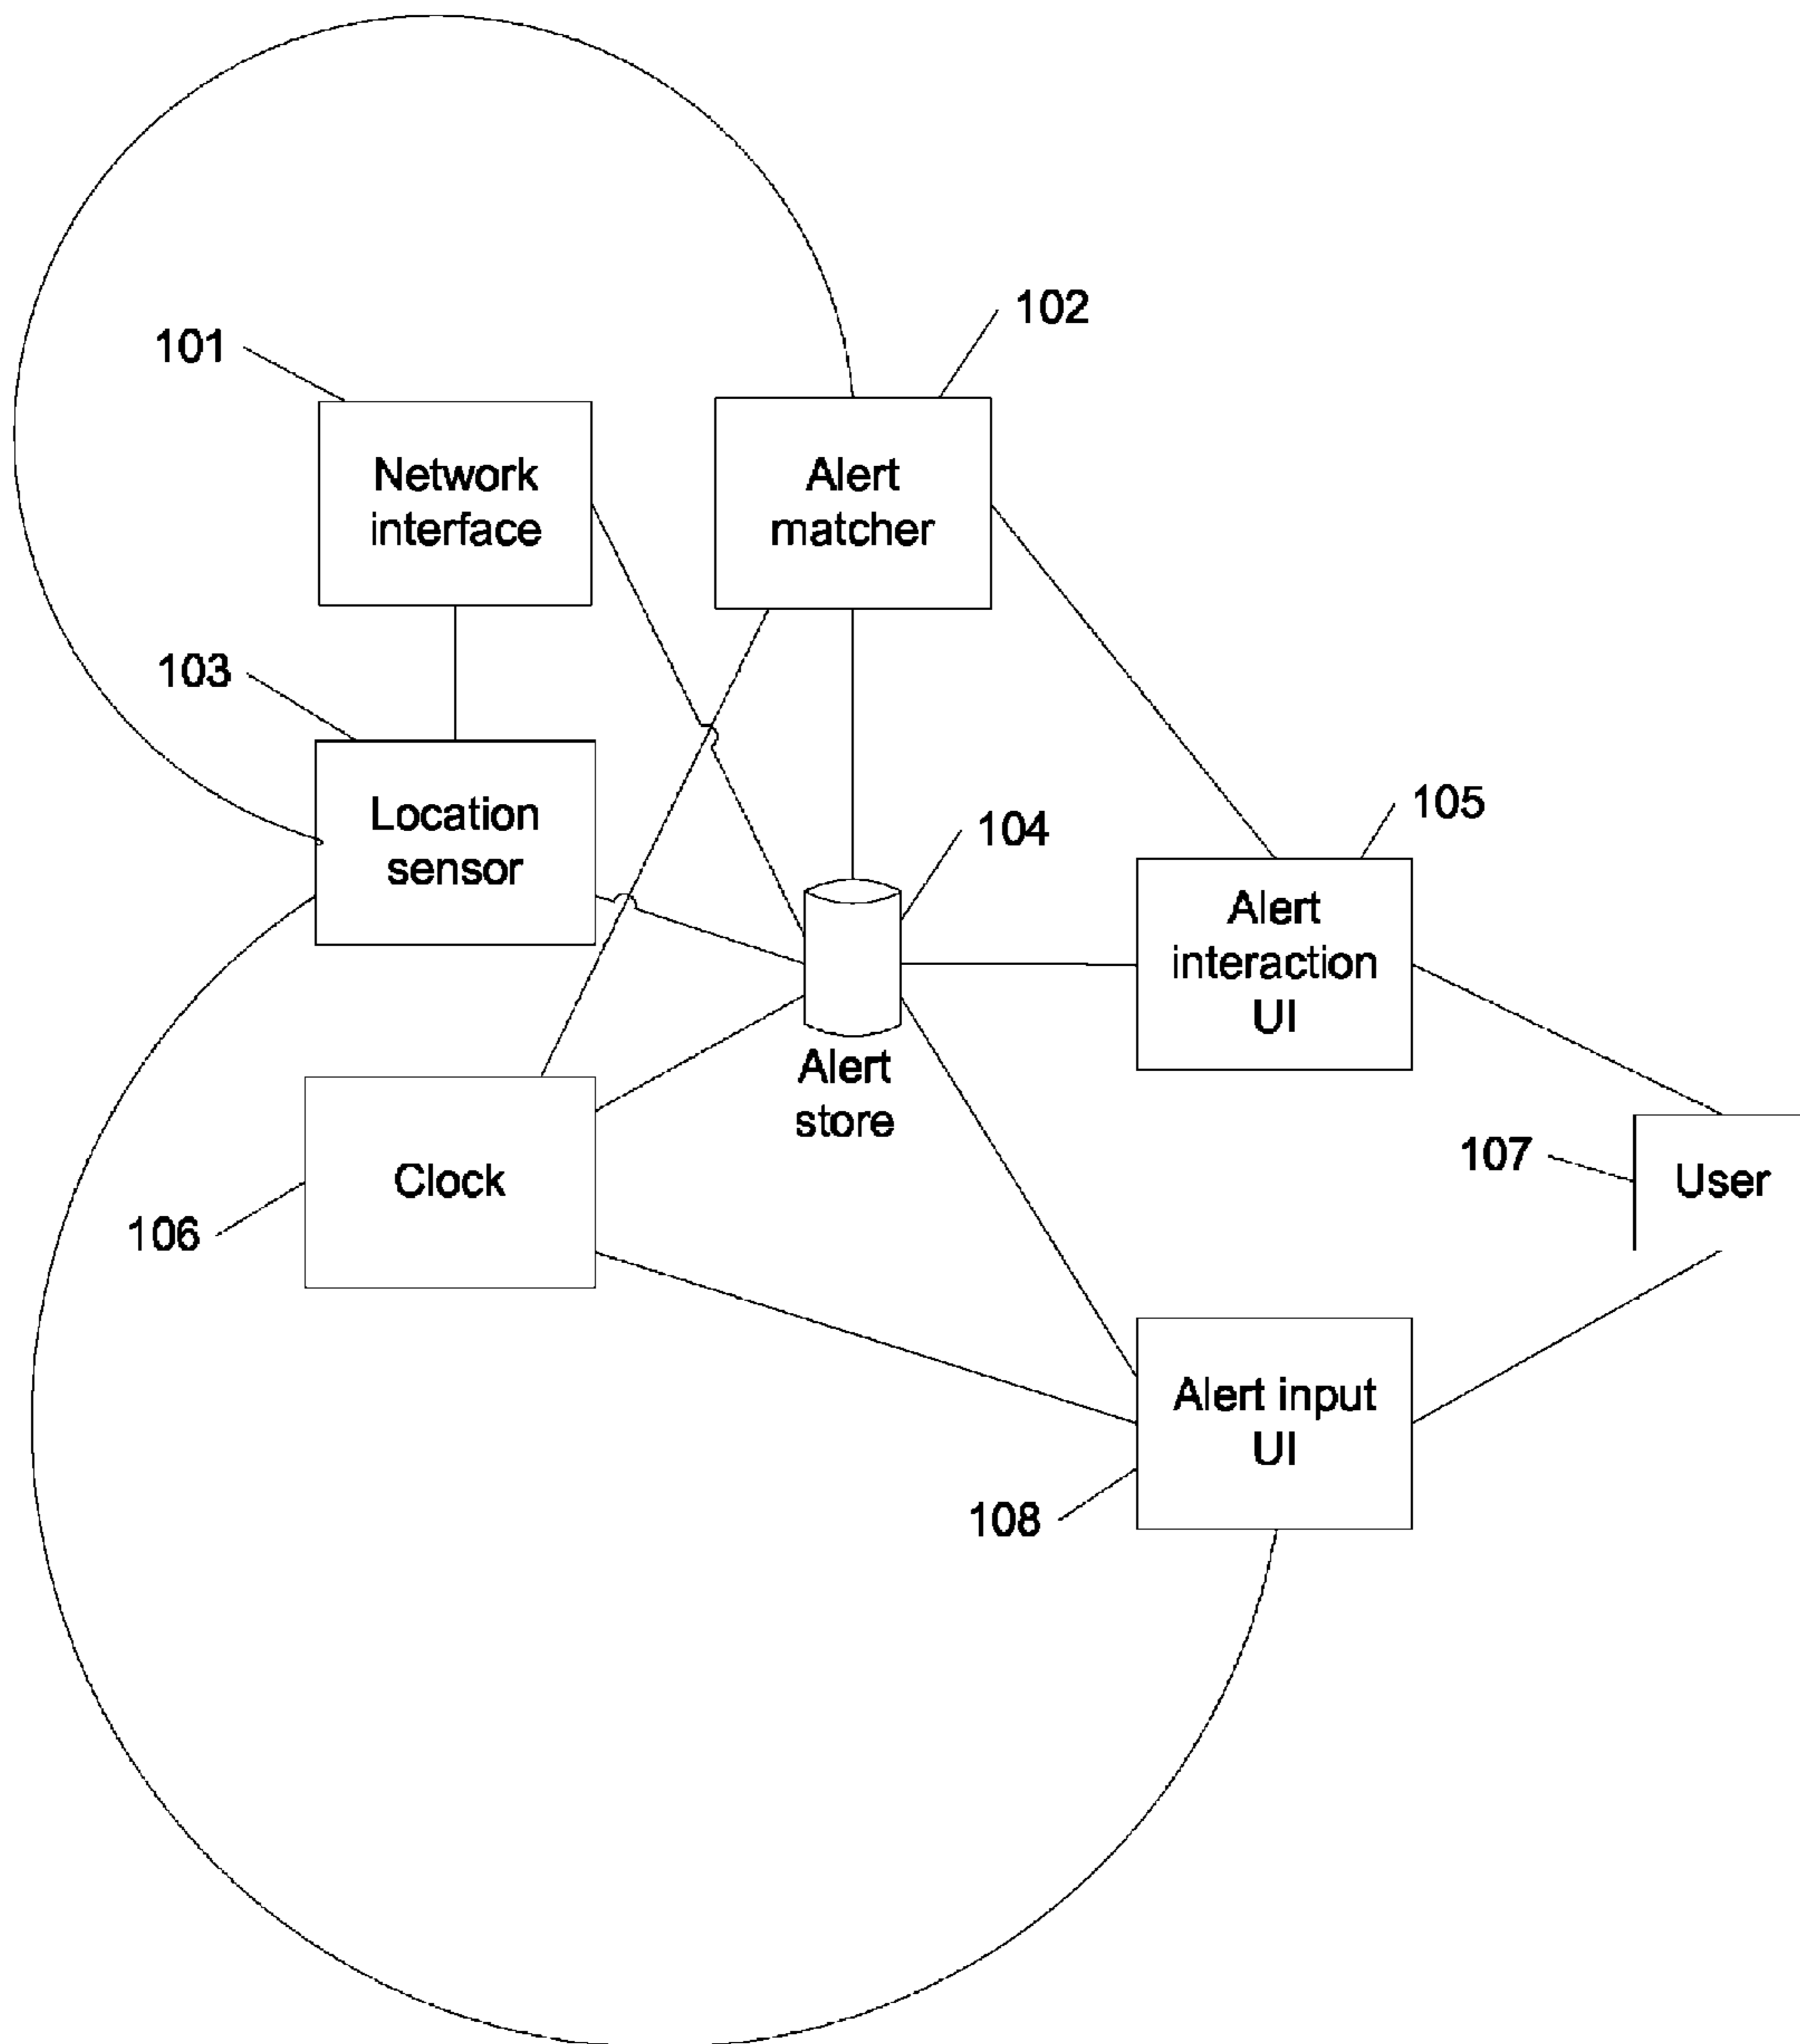 102
101
Network
interface
Alert
matcher
103
Location
sensor
104
105
Alert
interaction
UI
Alert
store
107
User
Clock
106
Alert input
UI
108